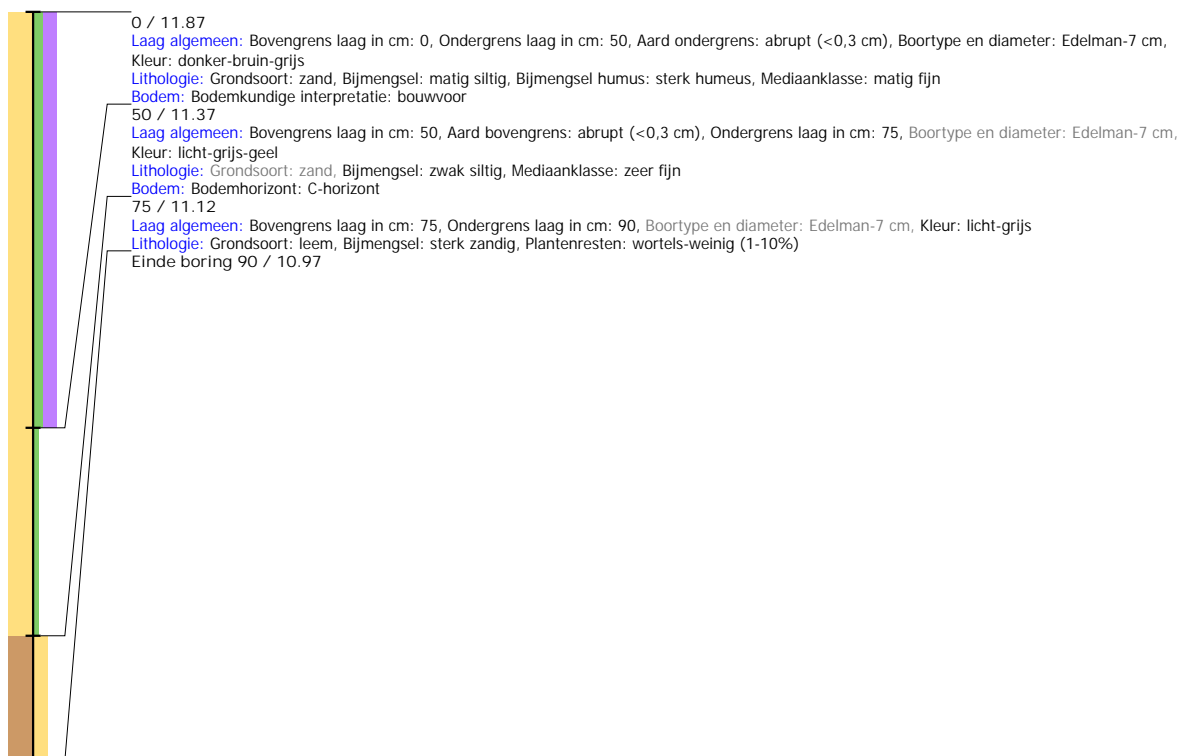 0 / 11.87
Laag algemeen: Bovengrens laag in cm: 0, Ondergrens laag in cm: 50, Aard ondergrens: abrupt (<0,3 cm), Boortype en diameter: Edelman-7 cm,
Kleur: donker-bruin-grijs
Lithologie: Grondsoort: zand, Bijmengsel: matig siltig, Bijmengsel humus: sterk humeus, Mediaanklasse: matig fijn
Bodem: Bodemkundige interpretatie: bouwvoor
50 / 11.37
Laag algemeen: Bovengrens laag in cm: 50, Aard bovengrens: abrupt (<0,3 cm), Ondergrens laag in cm: 75, Boortype en diameter: Edelman-7 cm,
Kleur: licht-grijs-geel
Lithologie: Grondsoort: zand, Bijmengsel: zwak siltig, Mediaanklasse: zeer fijn
Bodem: Bodemhorizont: C-horizont
75 / 11.12
Laag algemeen: Bovengrens laag in cm: 75, Ondergrens laag in cm: 90, Boortype en diameter: Edelman-7 cm, Kleur: licht-grijs
Lithologie: Grondsoort: leem, Bijmengsel: sterk zandig, Plantenresten: wortels-weinig (1-10%)
Einde boring 90 / 10.97